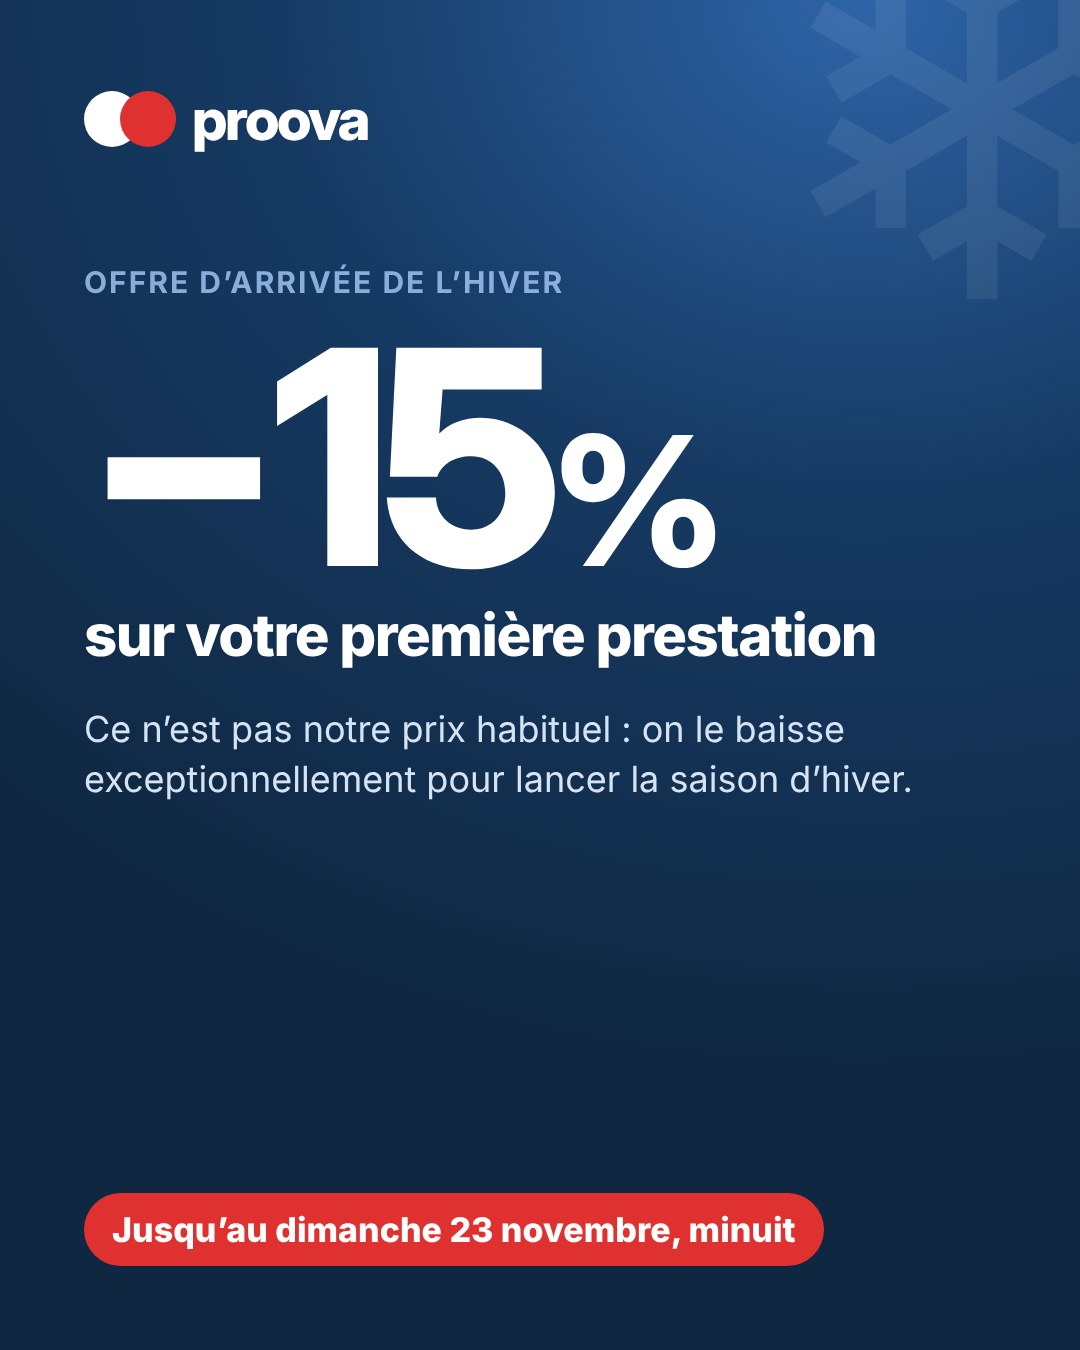 proova
OFFRE D’ARRIVÉE DE L’HIVER
–15%
sur votre première prestation
Ce n’est pas notre prix habituel : on le baisse
exceptionnellement pour lancer la saison d’hiver.
Jusqu’au dimanche 23 novembre, minuit